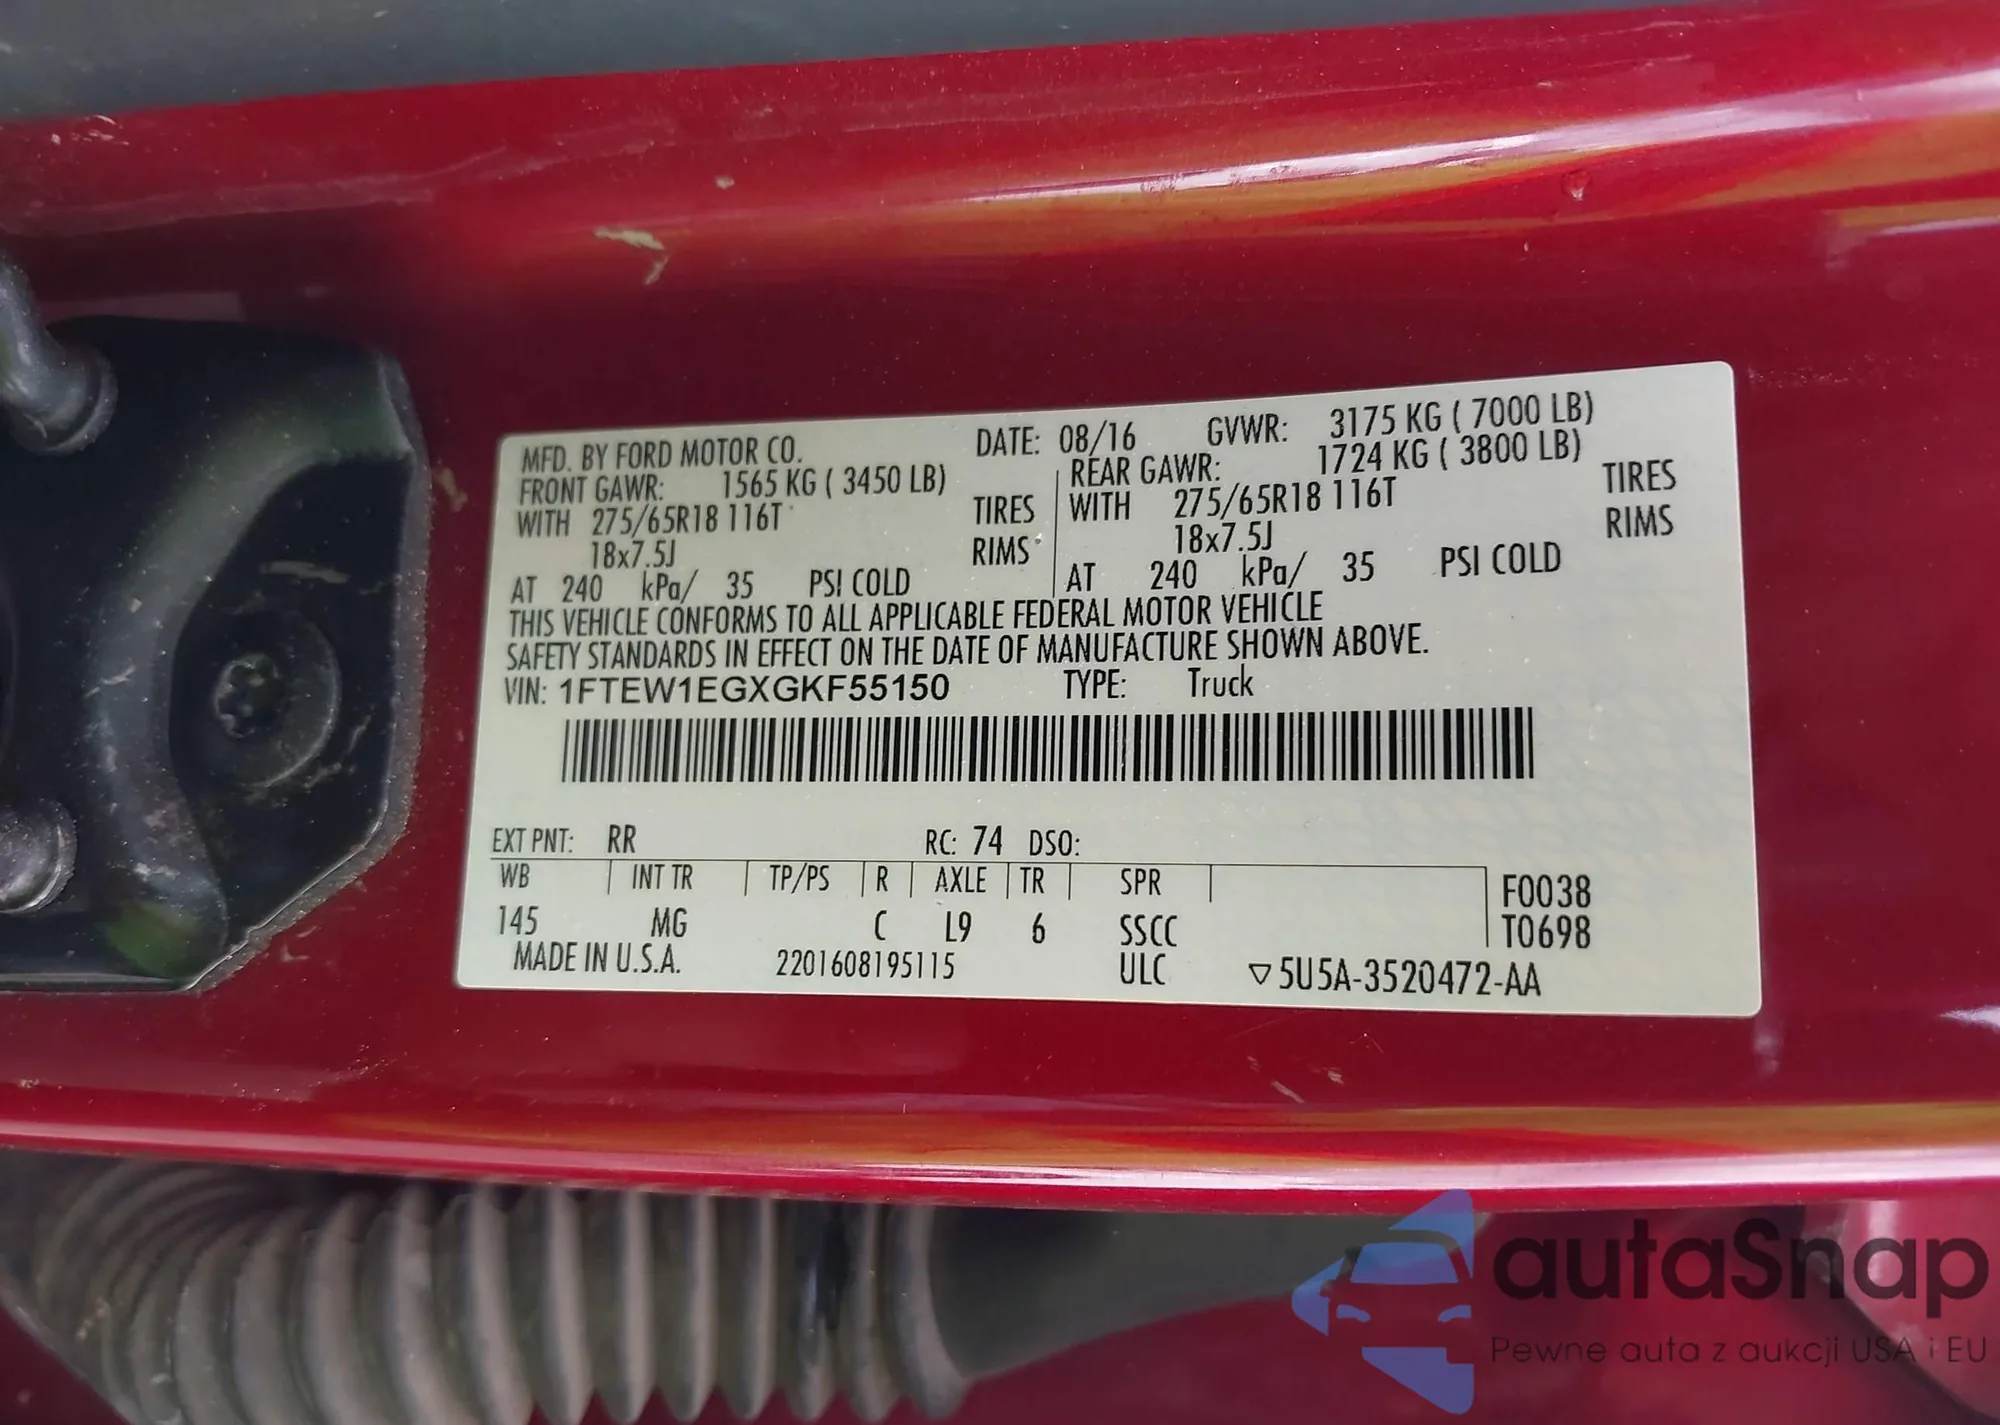 MFD. BY FORD MOTOR CO. DATE: 08/16 GVWR: 3175 KG ( 7000 LB)
FRONT GAWR: 1565 KG ( 3450 LB) REAR GAWR: 1724 KG ( 3800 LB)
WITH 275/65R18 116T TIRES WITH 275/65R18 116T TIRES
18x7.5J RIMS 18x7.5J RIMS
AT 240 kPa/ 35 PSI COLD AT 240 kPa/ 35 PSI COLD
THIS VEHICLE CONFORMS TO ALL APPLICABLE FEDERAL MOTOR VEHICLE
SAFETY STANDARDS IN EFFECT ON THE DATE OF MANUFACTURE SHOWN ABOVE.
VIN: 1FTEW1EGXGKF55150 TYPE: Truck
EXT PNT: RR RC: 74 DSO:
WB INT TR TP/PS R AXLE TR SPR F0038
145 MG C L9 6 SSCC T0698
MADE IN U.S.A. 2201608195115 ULC ▽5U5A-3520472-AA
autaSnap
Pewne auta z aukcji USA i EU